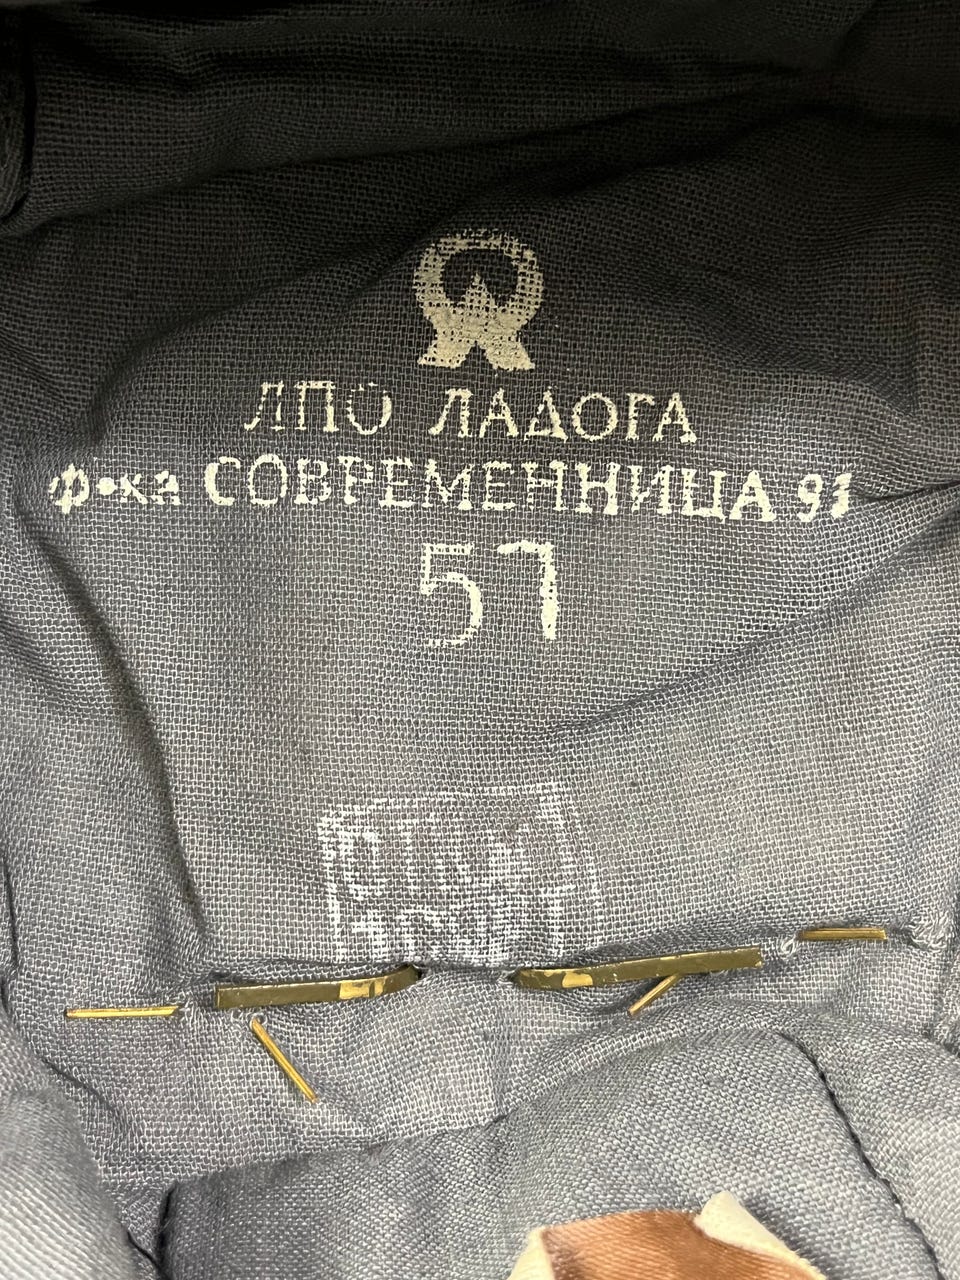 ЛПО ЛАДОГА
Ф-ка СОВРЕМЕННИЦА 91
57